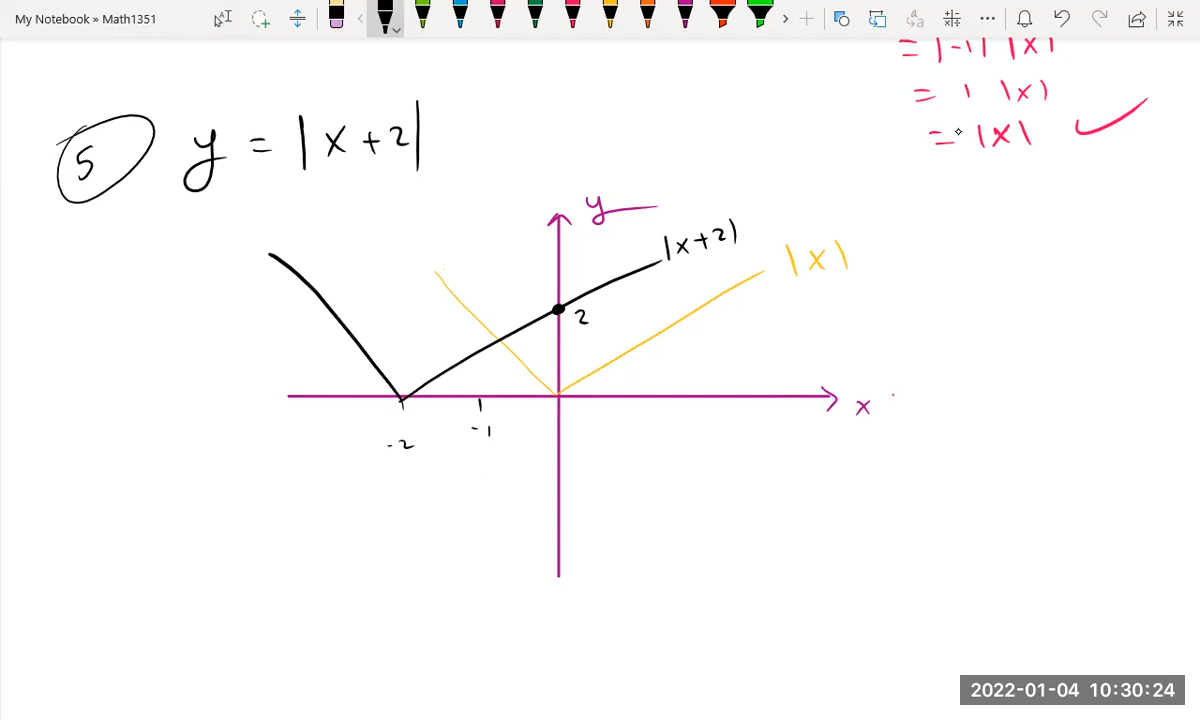 My Notebook » Math1351
= |-1| |x|
= 1 |x|
= |x|
5 y = |x+2|
y
|x+2|
|x|
2
x
-2 -1
2022-01-04 10:30:24